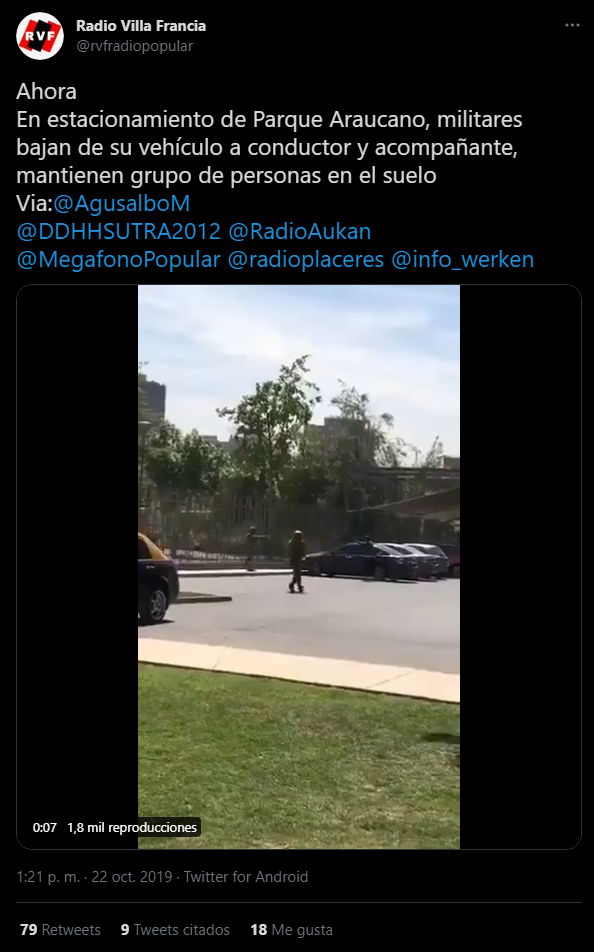 RVF
Radio Villa Francia
@rvfradiopopular
Ahora
En estacionamiento de Parque Araucano, militares
bajan de su vehículo a conductor y acompañante,
mantienen grupo de personas en el suelo
Via:@AgusalboM
@DDHHSUTRA2012 @RadioAukan
@MegafonoPopular @radioplaceres @info_werken
0:07 1,8 mil reproducciones
1:21 p. m. · 22 oct. 2019 · Twitter for Android
79 Retweets 9 Tweets citados 18 Me gusta